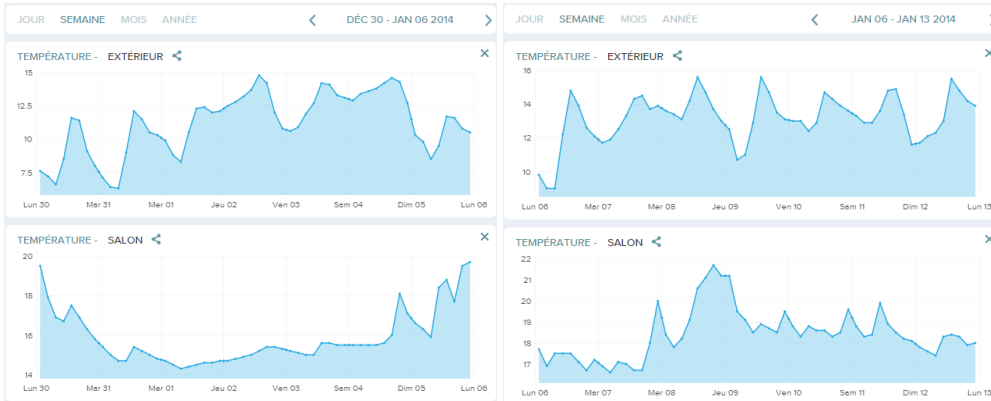 JOUR SEMAINE MOIS ANNÉE < DÉC 30 - JAN 06 2014 >
TEMPÉRATURE - EXTÉRIEUR ×
15
12.5
10
7.5
Lun 30 Mar 31 Mer 01 Jeu 02 Ven 03 Sam 04 Dim 05 Lun 06
TEMPÉRATURE - SALON ×
20
18
16
14
Lun 30 Mar 31 Mer 01 Jeu 02 Ven 03 Sam 04 Dim 05 Lun 06
JOUR SEMAINE MOIS ANNÉE < JAN 06 - JAN 13 2014
TEMPÉRATURE - EXTÉRIEUR
16
14
12
10
Lun 06 Mar 07 Mer 08 Jeu 09 Ven 10 Sam 11 Dim 12 Lun 13
TEMPÉRATURE - SALON
22
21
20
19
18
17
Lun 06 Mar 07 Mer 08 Jeu 09 Ven 10 Sam 11 Dim 12 Lun 13